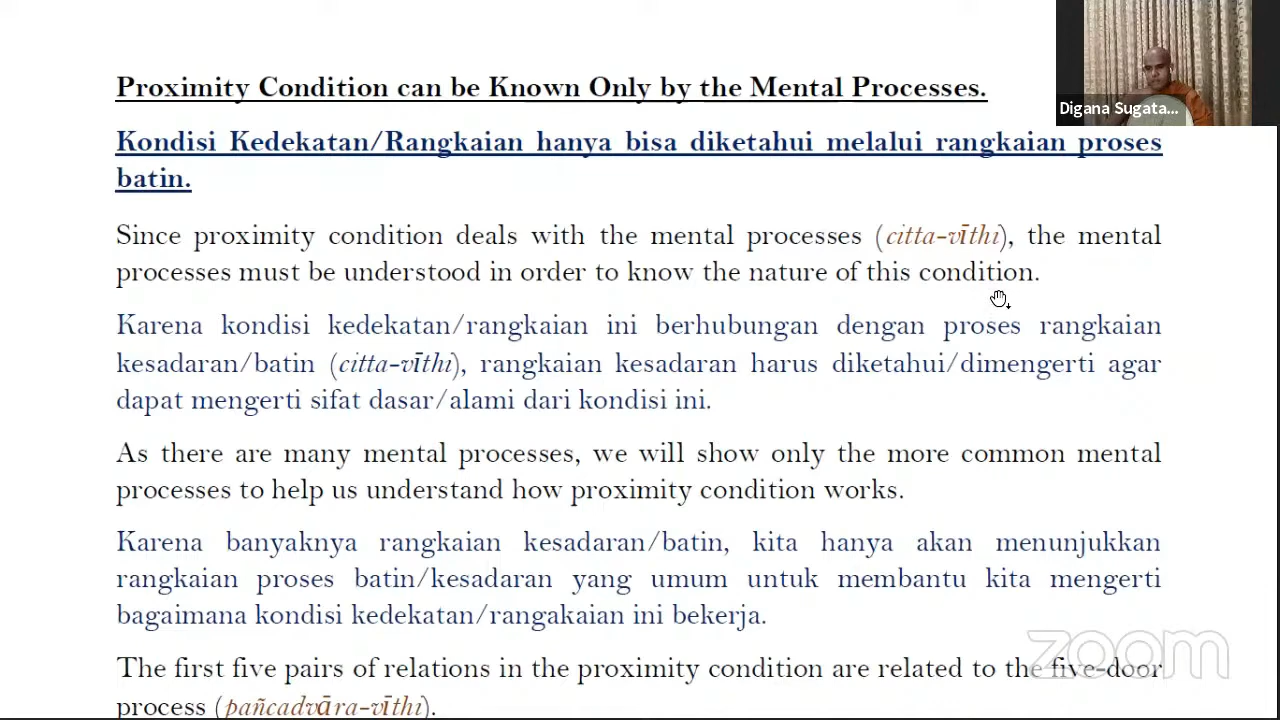 Proximity Condition can be Known Only by the Mental Processes.
Digana Sugata...
Kondisi Kedekatan/Rangkaian hanya bisa diketahui melalui rangkaian proses
batin.
Since proximity condition deals with the mental processes (citta-vīthi), the mental
processes must be understood in order to know the nature of this condition.
Karena kondisi kedekatan/rangkaian ini berhubungan dengan proses rangkaian
kesadaran/batin (citta-vīthi), rangkaian kesadaran harus diketahui/dimengerti agar
dapat mengerti sifat dasar/alami dari kondisi ini.
As there are many mental processes, we will show only the more common mental
processes to help us understand how proximity condition works.
Karena banyaknya rangkaian kesadaran/batin, kita hanya akan menunjukkan
rangkaian proses batin/kesadaran yang umum untuk membantu kita mengerti
bagaimana kondisi kedekatan/rangakaian ini bekerja.
zoom
The first five pairs of relations in the proximity condition are related to the five-door
process (pañcadvāra-vīthi).